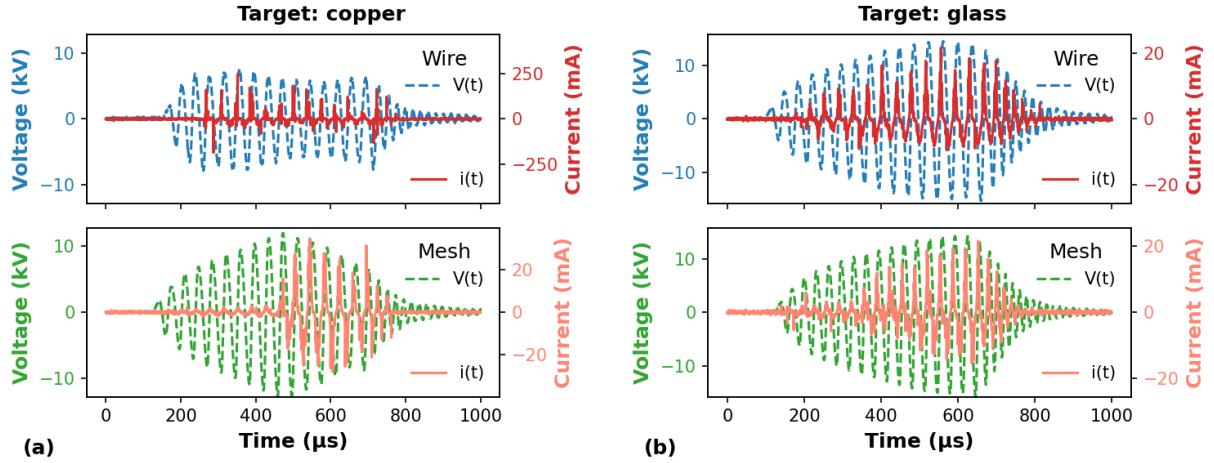 Target: copper
Target: glass
10
0
−10
Voltage (kV)
Wire
V(t)
i(t)
250
0
−250
Current (mA)
10
0
−10
Voltage (kV)
Wire
V(t)
i(t)
20
0
−20
Current (mA)
10
0
−10
Voltage (kV)
Mesh
V(t)
i(t)
20
0
−20
Current (mA)
10
0
−10
Voltage (kV)
Mesh
V(t)
i(t)
20
0
−20
Current (mA)
0 200 400 600 800 1000
0 200 400 600 800 1000
(a) Time (μs)
(b) Time (μs)